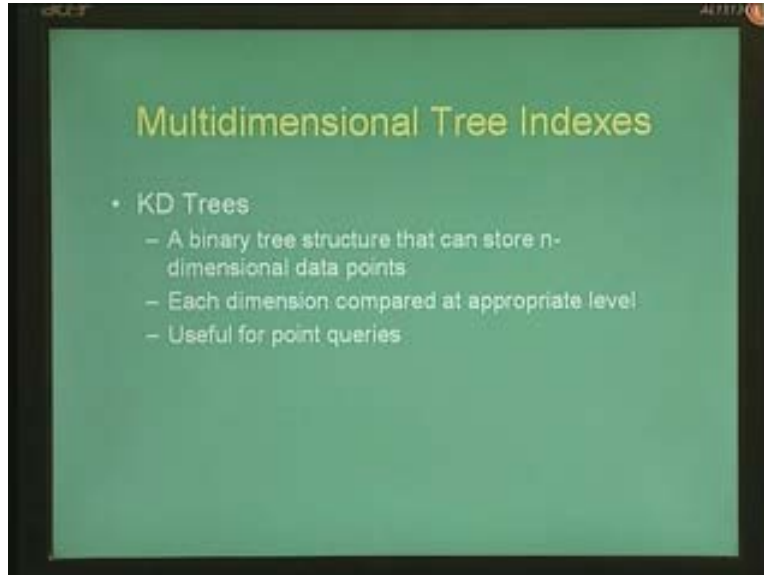 acer
Multidimensional Tree Indexes
• KD Trees
– A binary tree structure that can store n-
dimensional data points
– Each dimension compared at appropriate level
– Useful for point queries